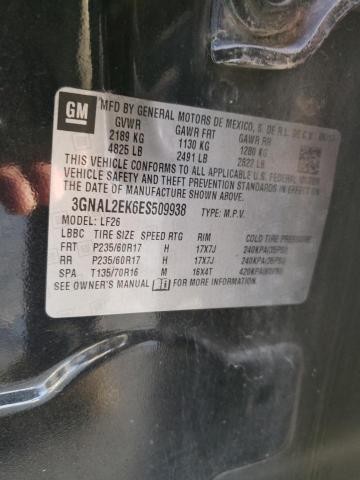 GM
MFD BY GENERAL MOTORS DE MEXICO, S. DE R.L. DE C.V.
GVWR GAWR FRT GAWR RR
2189 KG 1130 KG 1280 KG
4825 LB 2491 LB 2822 LB
THIS VEHICLE CONFORMS TO ALL APPLICABLE U.S. FEDERAL
VEHICLE SAFETY AND THEFT PREVENTION STANDARDS IN EFFECT ON THE
DATE OF MANUFACTURE SHOWN ABOVE.
3GNAL2EK6ES509938 TYPE: M.P.V.
MODEL: LF26
LBBC TIRE SIZE SPEED RTG RIM COLD TIRE PRESSURE
FRT P235/60R17 H 17X7J 240KPA(35PSI)
RR P235/60R17 H 17X7J 240KPA(35PSI)
SPA T135/70R16 M 16X4T 420KPA(60PSI)
SEE OWNER'S MANUAL FOR MORE INFORMATION.